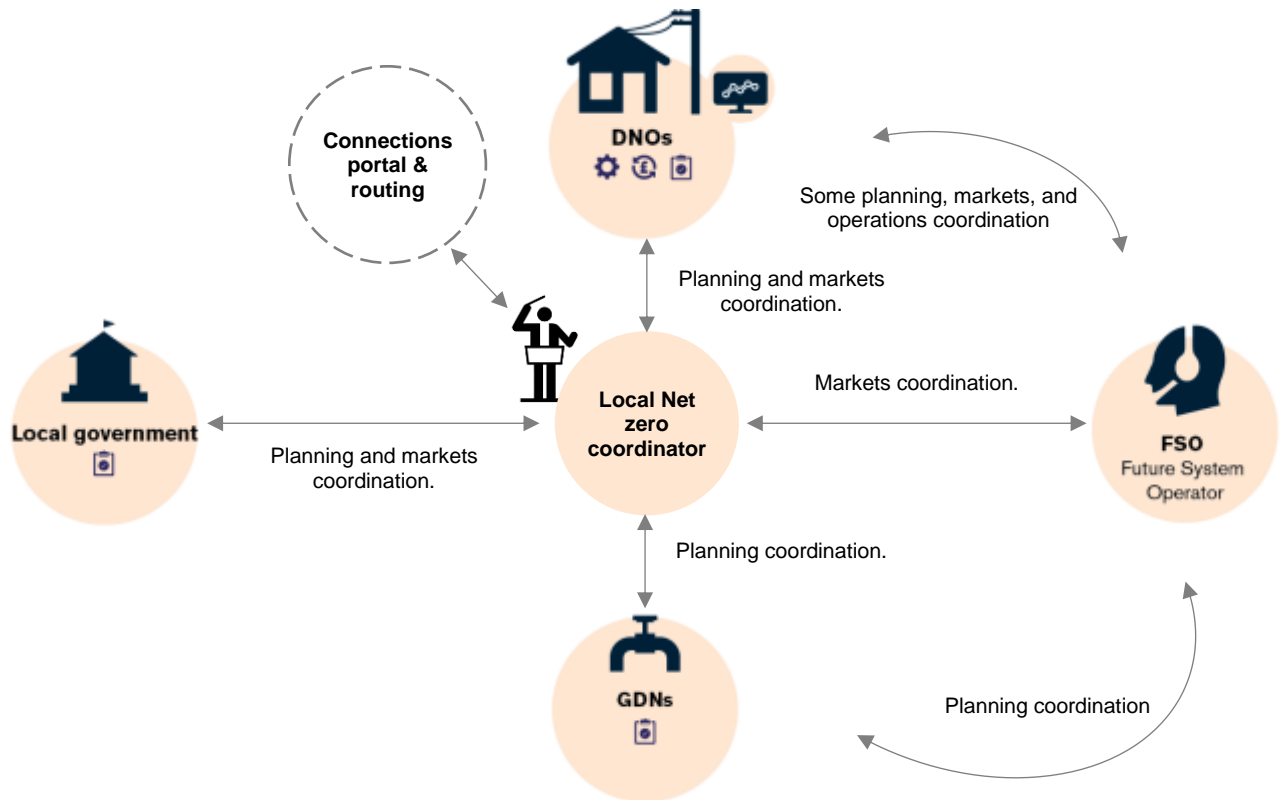 Connections
portal &
routing
DNOs
£
Some planning, markets, and
operations coordination
Planning and markets
coordination.
Local government
Planning and markets
coordination.
Local Net
zero
coordinator
Markets coordination.
FSO
Future System
Operator
Planning coordination.
GDNs
Planning coordination